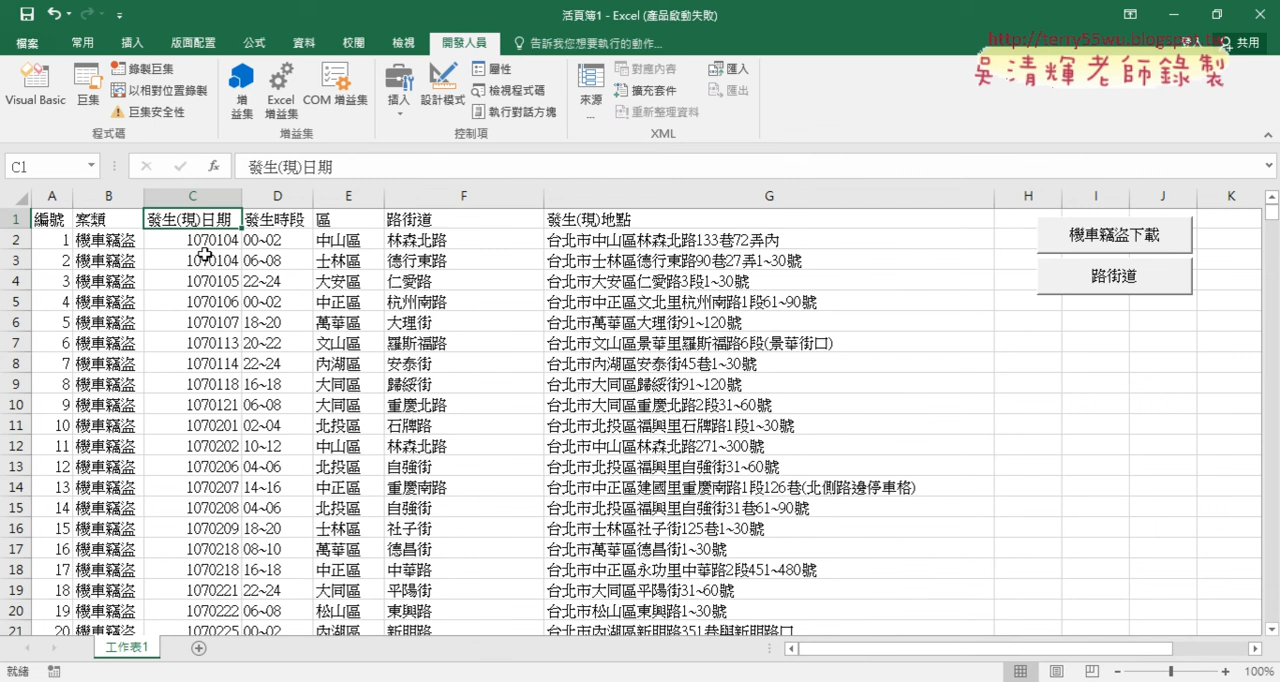 活頁簿1 - Excel (產品啟動失敗)
http://terry55wu.blogspot.tw
吳清輝老師錄製
檔案 常用 插入 版面配置 公式 資料 校閱 檢視 開發人員 告訴我您想要執行的動作... 共用
Visual Basic 巨集 錄製巨集 以相對位置錄製 巨集安全性
增益集 Excel 增益集 COM 增益集
插入 設計模式 屬性 檢視程式碼 執行對話方塊
來源... 對應內容 擴充套件 重新整理資料 匯入 匯出
程式碼 增益集 控制項 XML
C1 fx 發生(現)日期
A B C D E F G H I J K
1 編號 案類 發生(現)日期 發生時段 區 路街道 發生(現)地點
2 1 機車竊盜 1070104 00~02 中山區 林森北路 台北市中山區林森北路133巷72弄內
機車竊盜下載
3 2 機車竊盜 1070104 06~08 士林區 德行東路 台北市士林區德行東路90巷27弄1~30號
路街道
4 3 機車竊盜 1070105 22~24 大安區 仁愛路 台北市大安區仁愛路3段1~30號
5 4 機車竊盜 1070106 00~02 中正區 杭州南路 台北市中正區文北里杭州南路1段61~90號
6 5 機車竊盜 1070107 18~20 萬華區 大理街 台北市萬華區大理街91~120號
7 6 機車竊盜 1070113 20~22 文山區 羅斯福路 台北市文山區景華里羅斯福路6段(景華街口)
8 7 機車竊盜 1070114 22~24 內湖區 安泰街 台北市內湖區安泰街45巷1~30號
9 8 機車竊盜 1070118 16~18 大同區 歸綏街 台北市大同區歸綏街91~120號
10 9 機車竊盜 1070121 06~08 大同區 重慶北路 台北市大同區重慶北路2段31~60號
11 10 機車竊盜 1070201 02~04 北投區 石牌路 台北市北投區福興里石牌路1段1~30號
12 11 機車竊盜 1070202 10~12 中山區 林森北路 台北市中山區林森北路271~300號
13 12 機車竊盜 1070206 04~06 北投區 自強街 台北市北投區福興里自強街31~60號
14 13 機車竊盜 1070207 14~16 中正區 重慶南路 台北市中正區建國里重慶南路1段126巷(北側路邊停車格)
15 14 機車竊盜 1070208 04~06 北投區 自強街 台北市北投區福興里自強街31巷61~90號
16 15 機車竊盜 1070209 18~20 士林區 社子街 台北市士林區社子街125巷1~30號
17 16 機車竊盜 1070218 08~10 萬華區 德昌街 台北市萬華區德昌街1~30號
18 17 機車竊盜 1070218 16~18 中正區 中華路 台北市中正區永功里中華路2段451~480號
19 18 機車竊盜 1070221 22~24 大同區 平陽街 台北市大同區平陽街31~60號
20 19 機車竊盜 1070222 06~08 松山區 東興路 台北市松山區東興路1~30號
21 20 機車竊盜 1070225 00~02 內湖區 新明路 台北市內湖區新明路351巷與新明路口
工作表1
就緒 100%